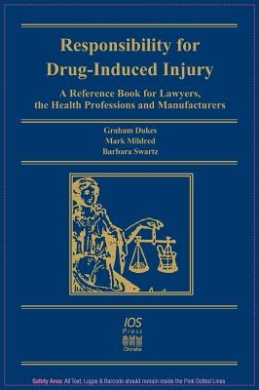 Responsibility for
Drug-Induced Injury
A Reference Book for Lawyers,
the Health Professions and Manufacturers
Graham Dukes
Mark Mildred
Barbara Swartz
IOS
Press
Ohmsha
Safety Area: All Text, Logos & Barcode should remain inside the Pink Dotted Lines